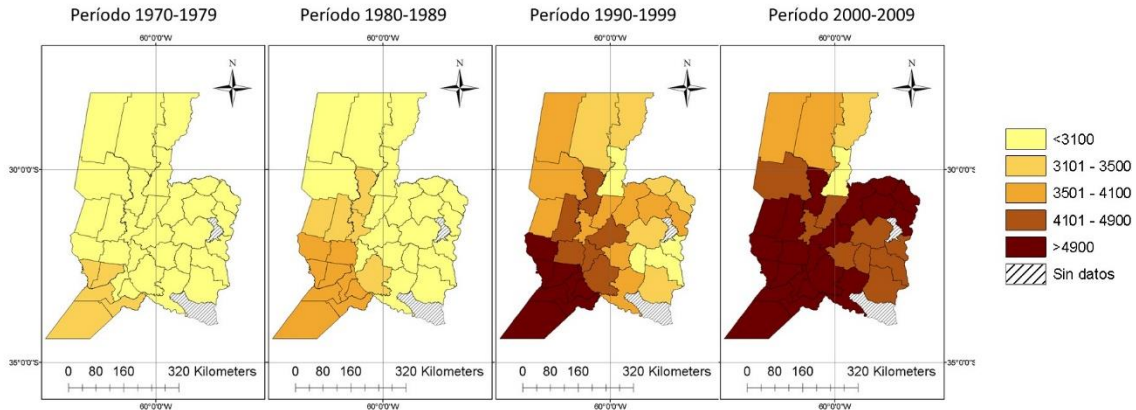 Período 1970-1979
Período 1980-1989
Período 1990-1999
Período 2000-2009
60°0'0"W
60°0'0"W
60°0'0"W
60°0'0"W
N
N
N
N
30°0'0"S
30°0'0"S
<3100
3101 - 3500
3501 - 4100
4101 - 4900
>4900
Sin datos
35°0'0"S
35°0'0"S
0 80 160 320 Kilometers
0 80 160 320 Kilometers
0 80 160 320 Kilometers
0 80 160 320 Kilometers
60°0'0"W
60°0'0"W
60°0'0"W
60°0'0"W